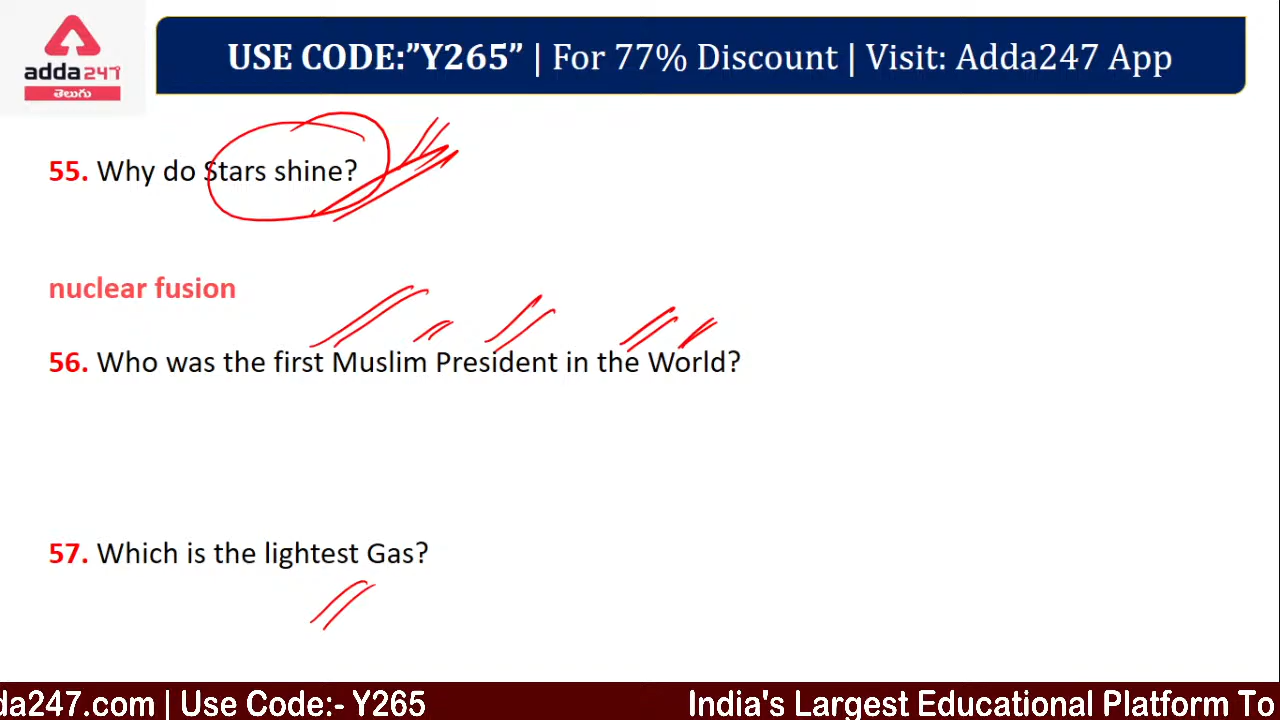 adda247
తెలుగు
USE CODE:”Y265” | For 77% Discount | Visit: Adda247 App
55. Why do Stars shine?
nuclear fusion
56. Who was the first Muslim President in the World?
57. Which is the lightest Gas?
da247.com | Use Code:- Y265 India's Largest Educational Platform To